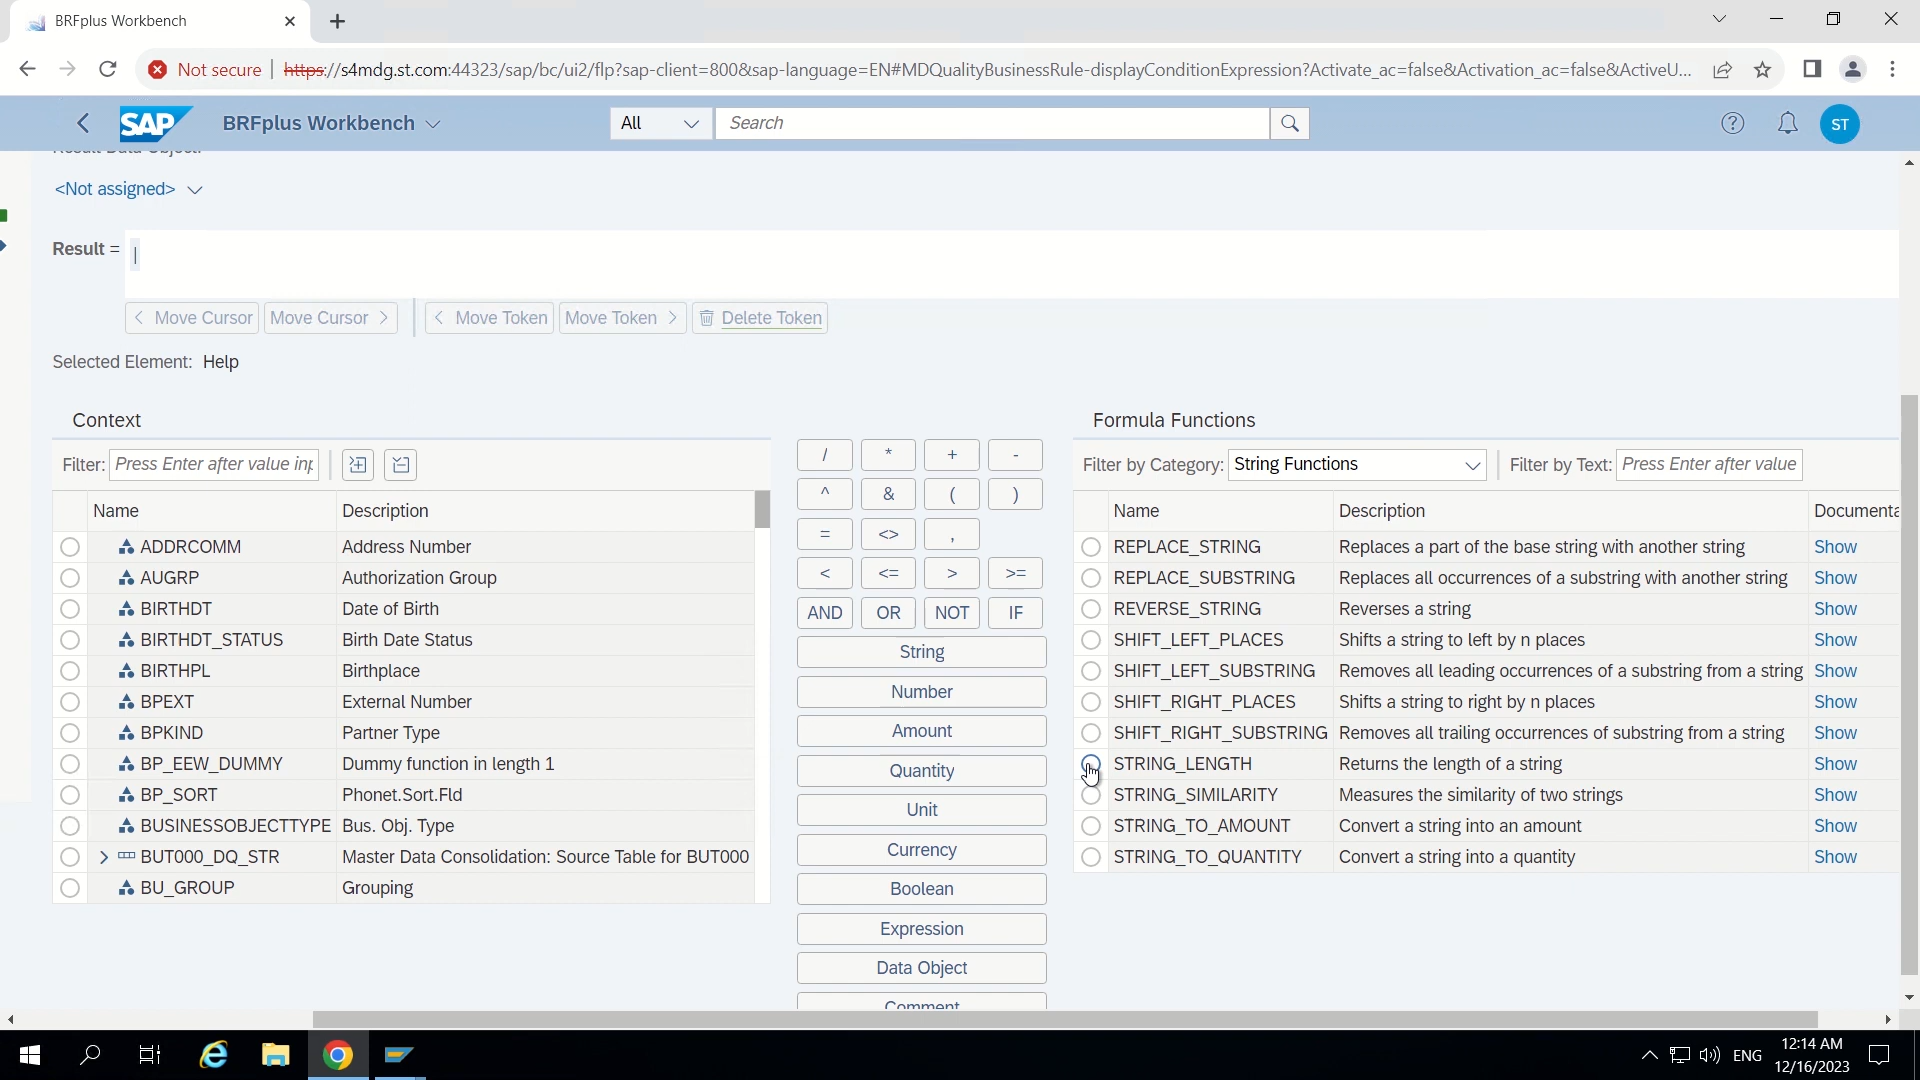 BRFplus Workbench
Not secure https://s4mdg.st.com:44323/sap/bc/ui2/flp?sap-client=800&sap-language=EN#MDQualityBusinessRule-displayConditionExpression?Activate_ac=false&Activation_ac=false&ActiveU...
SAP BRFplus Workbench All Search ST
Result Data Object:
<Not assigned>
Result =
< Move Cursor Move Cursor > < Move Token Move Token > Delete Token
Selected Element: Help
Context Formula Functions
Filter: Press Enter after value inp Filter by Category: String Functions Filter by Text: Press Enter after value
Name Description Name Description Documenta
/ * + -
^ & ( )
= <> ,
< <= > >=
AND OR NOT IF
String
Number
Amount
Quantity
Unit
Currency
Boolean
Expression
Data Object
Comment
ADDRCOMM Address Number
AUGRP Authorization Group
BIRTHDT Date of Birth
BIRTHDT_STATUS Birth Date Status
BIRTHPL Birthplace
BPEXT External Number
BPKIND Partner Type
BP_EEW_DUMMY Dummy function in length 1
BP_SORT Phonet.Sort.Fld
BUSINESSOBJECTTYPE Bus. Obj. Type
BUT000_DQ_STR Master Data Consolidation: Source Table for BUT000
BU_GROUP Grouping
REPLACE_STRING Replaces a part of the base string with another string Show
REPLACE_SUBSTRING Replaces all occurrences of a substring with another string Show
REVERSE_STRING Reverses a string Show
SHIFT_LEFT_PLACES Shifts a string to left by n places Show
SHIFT_LEFT_SUBSTRING Removes all leading occurrences of a substring from a string Show
SHIFT_RIGHT_PLACES Shifts a string to right by n places Show
SHIFT_RIGHT_SUBSTRING Removes all trailing occurrences of substring from a string Show
STRING_LENGTH Returns the length of a string Show
STRING_SIMILARITY Measures the similarity of two strings Show
STRING_TO_AMOUNT Convert a string into an amount Show
STRING_TO_QUANTITY Convert a string into a quantity Show
ENG 12:14 AM
12/16/2023